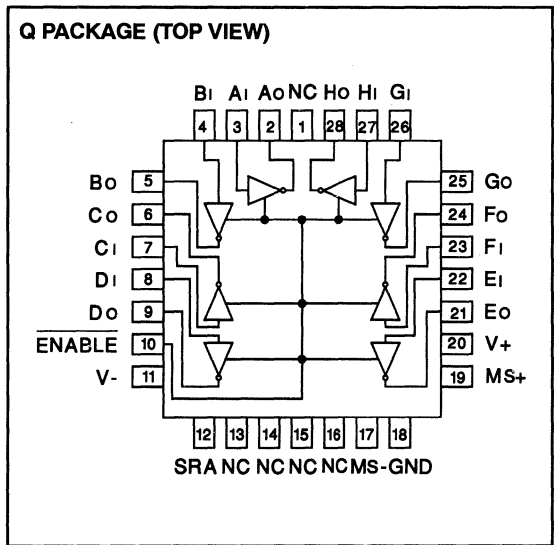 Q PACKAGE (TOP VIEW)
BI AI AO NC HO HI GI
4 3 2 1 28 27 26
BO 5 25 GO
CO 6 24 FO
CI 7 23 FI
DI 8 22 EI
DO 9 21 EO
ENABLE 10 20 V+
V- 11 19 MS+
12 13 14 15 16 17 18
SRA NC NC NC NC MS- GND